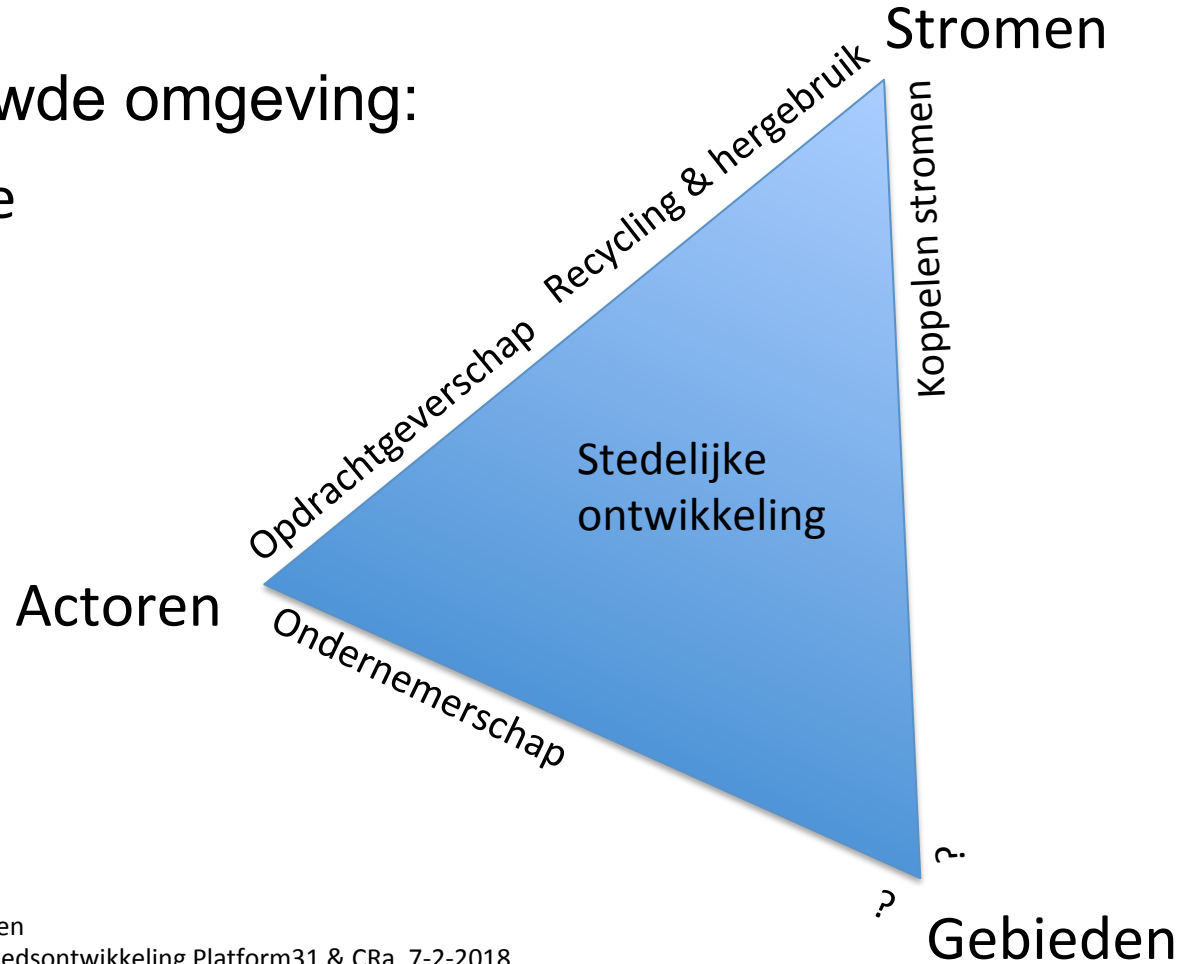 Stromen
wde omgeving:
e
Recycling & hergebruik
Koppelen stromen
Opdrachtgeverschap
Stedelijke
ontwikkeling
Actoren
Ondernemerschap
?
?
Gebieden
en
edsontwikkeling Platform31 & CRa, 7-2-2018